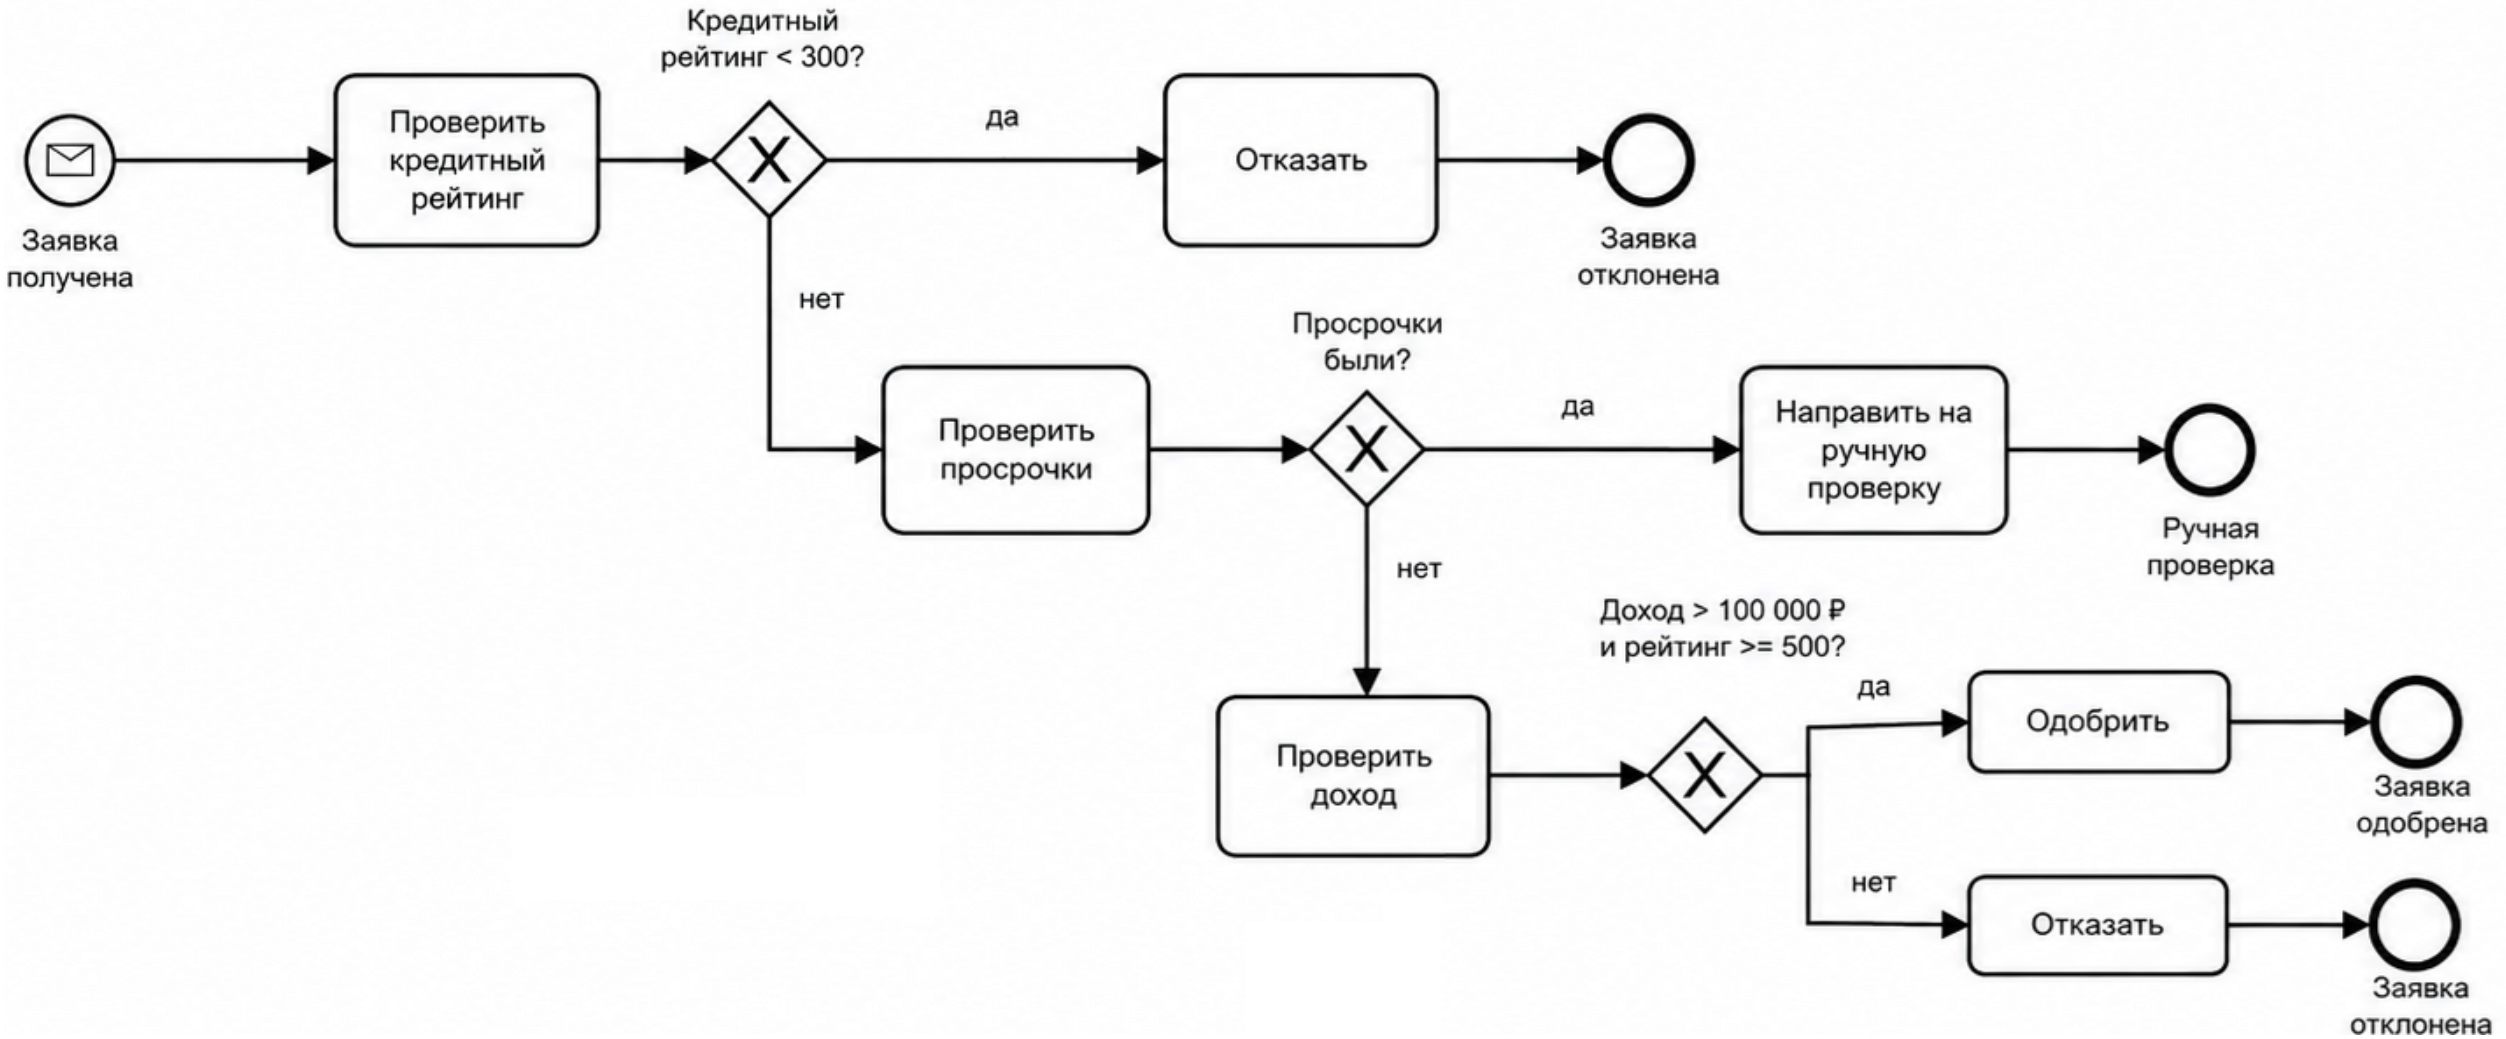 Кредитный
рейтинг < 300?
Заявка
получена
Проверить
кредитный
рейтинг
X
да
Отказать
Заявка
отклонена
нет
Проверить
просрочки
Просрочки
были?
X
да
Направить на
ручную
проверку
Ручная
проверка
нет
Проверить
доход
Доход > 100 000 ₽
и рейтинг >= 500?
X
да
Одобрить
Заявка
одобрена
нет
Отказать
Заявка
отклонена